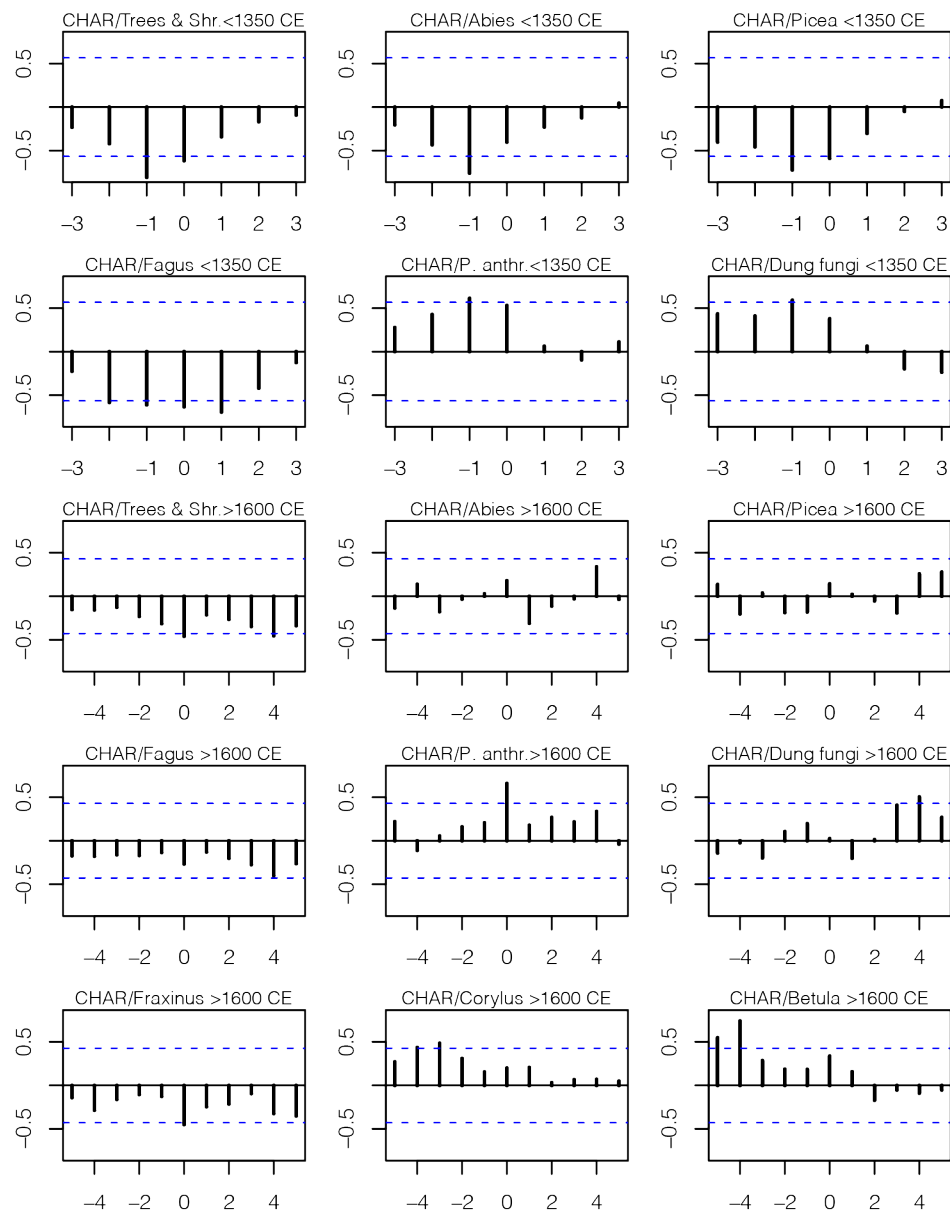 CHAR/Trees & Shr.<1350 CE CHAR/Abies <1350 CE CHAR/Picea <1350 CE
0.5 0.5 0.5
−0.5 −0.5 −0.5
−3 −1 0 1 2 3 −3 −1 0 1 2 3 −3 −1 0 1 2 3
CHAR/Fagus <1350 CE CHAR/P. anthr.<1350 CE CHAR/Dung fungi <1350 CE
0.5 0.5 0.5
−0.5 −0.5 −0.5
−3 −1 0 1 2 3 −3 −1 0 1 2 3 −3 −1 0 1 2 3
CHAR/Trees & Shr.>1600 CE CHAR/Abies >1600 CE CHAR/Picea >1600 CE
0.5 0.5 0.5
−0.5 −0.5 −0.5
−4 −2 0 2 4 −4 −2 0 2 4 −4 −2 0 2 4
CHAR/Fagus >1600 CE CHAR/P. anthr.>1600 CE CHAR/Dung fungi >1600 CE
0.5 0.5 0.5
−0.5 −0.5 −0.5
−4 −2 0 2 4 −4 −2 0 2 4 −4 −2 0 2 4
CHAR/Fraxinus >1600 CE CHAR/Corylus >1600 CE CHAR/Betula >1600 CE
0.5 0.5 0.5
−0.5 −0.5 −0.5
−4 −2 0 2 4 −4 −2 0 2 4 −4 −2 0 2 4